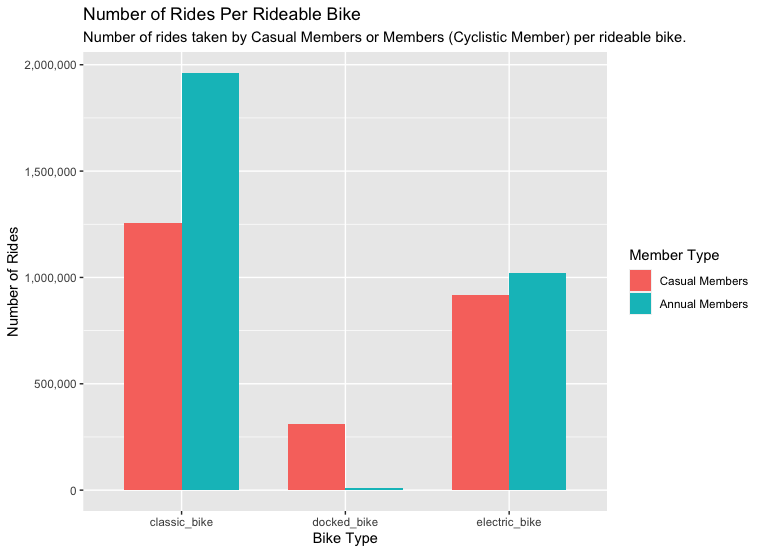 Number of Rides Per Rideable Bike
Number of rides taken by Casual Members or Members (Cyclistic Member) per rideable bike.
Number of Rides
2,000,000
1,500,000
1,000,000
500,000
0
classic_bike
docked_bike
electric_bike
Bike Type
Member Type
Casual Members
Annual Members